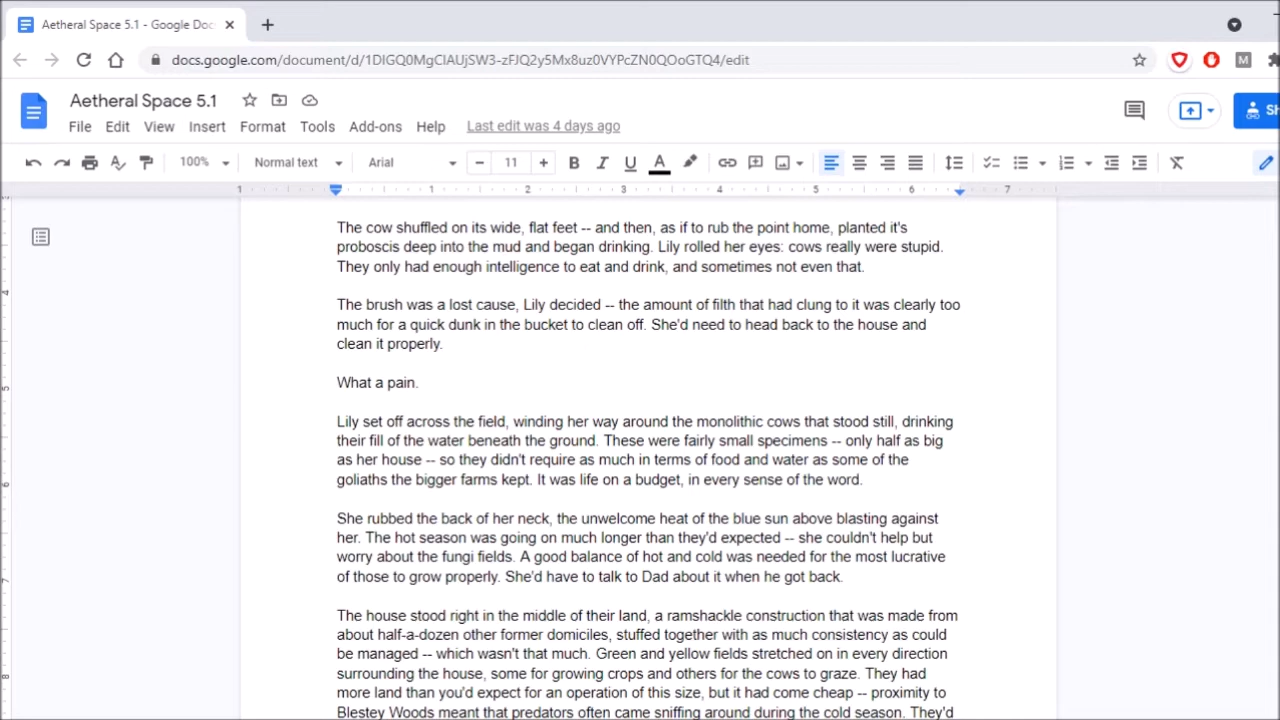 Aetheral Space 5.1 - Google Doc
docs.google.com/document/d/1DIGQ0MgClAUjSW3-zFJQ2y5Mx8uz0VYPcZN0QOoGTQ4/edit
Aetheral Space 5.1
Sh
File Edit View Insert Format Tools Add-ons Help Last edit was 4 days ago
100% Normal text Arial 11 B I U A
1 1 2 3 4 5 6 7
The cow shuffled on its wide, flat feet -- and then, as if to rub the point home, planted it's
proboscis deep into the mud and began drinking. Lily rolled her eyes: cows really were stupid.
They only had enough intelligence to eat and drink, and sometimes not even that.
4
The brush was a lost cause, Lily decided -- the amount of filth that had clung to it was clearly too
much for a quick dunk in the bucket to clean off. She'd need to head back to the house and
clean it properly.
5
What a pain.
Lily set off across the field, winding her way around the monolithic cows that stood still, drinking
their fill of the water beneath the ground. These were fairly small specimens -- only half as big
as her house -- so they didn't require as much in terms of food and water as some of the
6
goliaths the bigger farms kept. It was life on a budget, in every sense of the word.
She rubbed the back of her neck, the unwelcome heat of the blue sun above blasting against
her. The hot season was going on much longer than they'd expected -- she couldn't help but
worry about the fungi fields. A good balance of hot and cold was needed for the most lucrative
7
of those to grow properly. She'd have to talk to Dad about it when he got back.
The house stood right in the middle of their land, a ramshackle construction that was made from
about half-a-dozen other former domiciles, stuffed together with as much consistency as could
be managed -- which wasn't that much. Green and yellow fields stretched on in every direction
8
surrounding the house, some for growing crops and others for the cows to graze. They had
more land than you'd expect for an operation of this size, but it had come cheap -- proximity to
Blestey Woods meant that predators often came sniffing around during the cold season. They'd